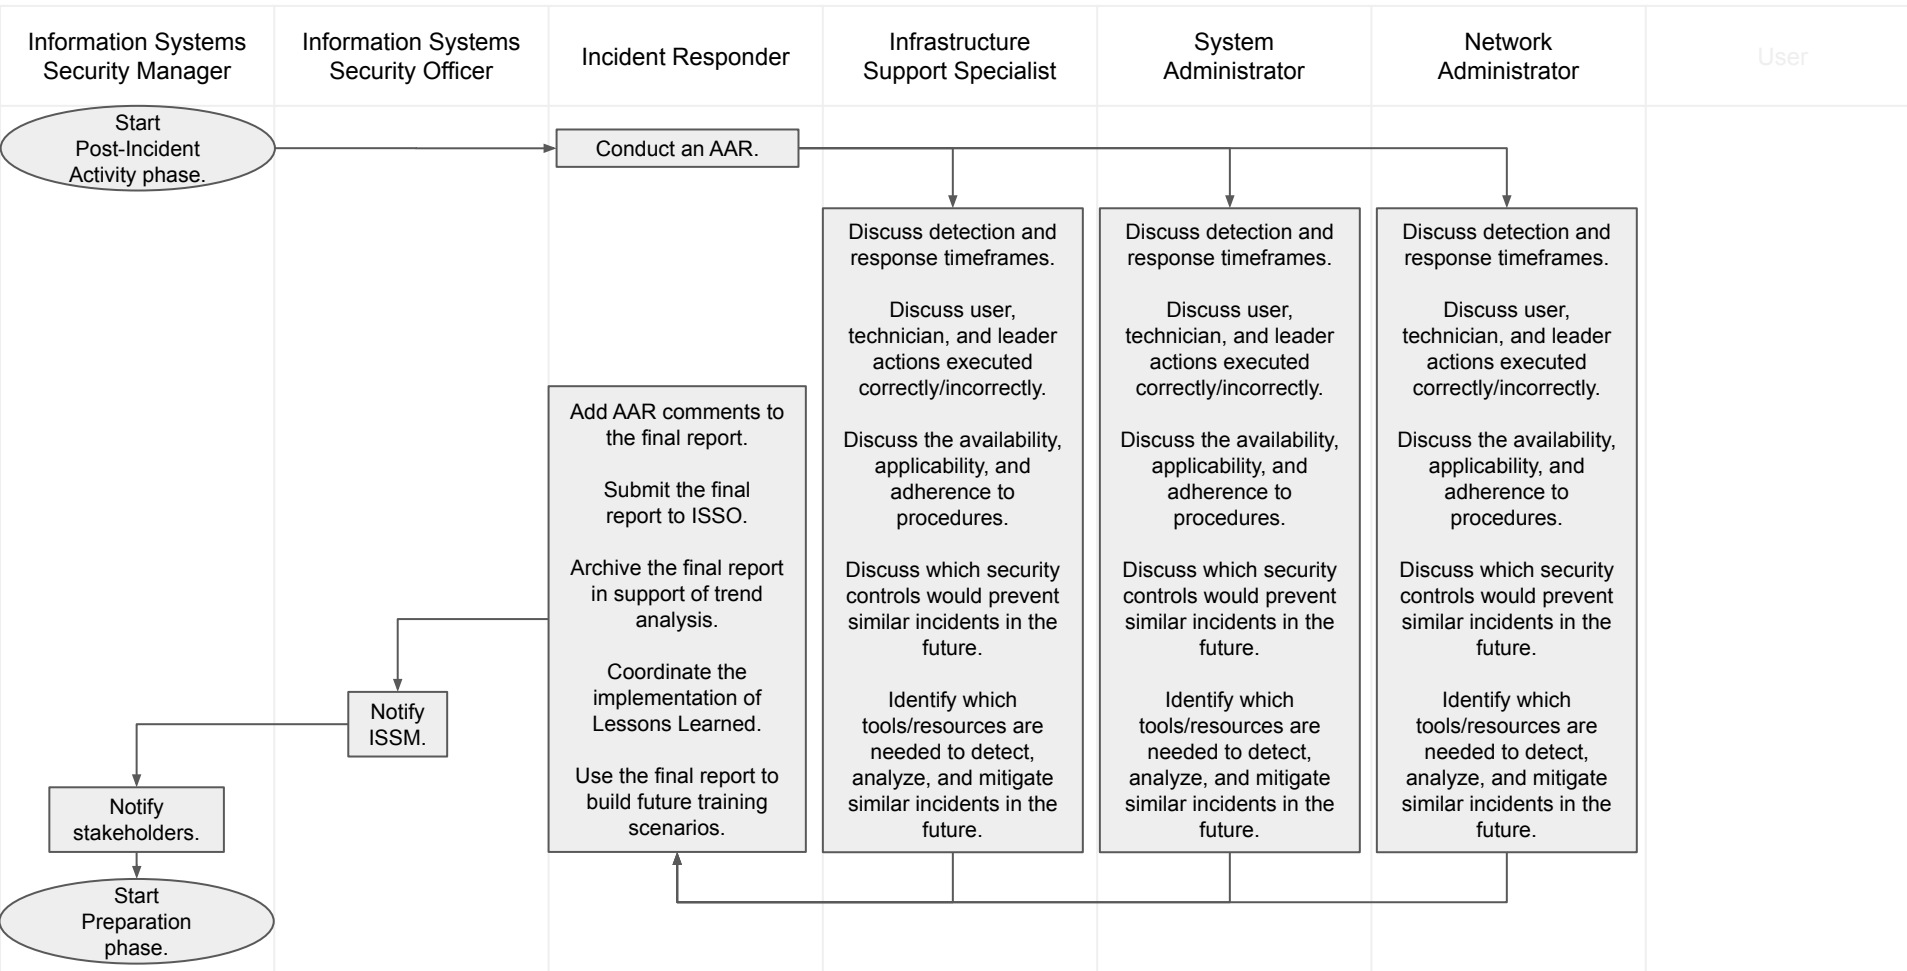 Information Systems
Security Manager
Information Systems
Security Officer
Incident Responder
Infrastructure
Support Specialist
System
Administrator
Network
Administrator
User
Start
Post-Incident
Activity phase.
Conduct an AAR.
Discuss detection and
response timeframes.
Discuss user,
technician, and leader
actions executed
correctly/incorrectly.
Discuss the availability,
applicability, and
adherence to
procedures.
Discuss which security
controls would prevent
similar incidents in the
future.
Identify which
tools/resources are
needed to detect,
analyze, and mitigate
similar incidents in the
future.
Discuss detection and
response timeframes.
Discuss user,
technician, and leader
actions executed
correctly/incorrectly.
Discuss the availability,
applicability, and
adherence to
procedures.
Discuss which security
controls would prevent
similar incidents in the
future.
Identify which
tools/resources are
needed to detect,
analyze, and mitigate
similar incidents in the
future.
Discuss detection and
response timeframes.
Discuss user,
technician, and leader
actions executed
correctly/incorrectly.
Discuss the availability,
applicability, and
adherence to
procedures.
Discuss which security
controls would prevent
similar incidents in the
future.
Identify which
tools/resources are
needed to detect,
analyze, and mitigate
similar incidents in the
future.
Add AAR comments to
the final report.
Submit the final
report to ISSO.
Archive the final report
in support of trend
analysis.
Coordinate the
implementation of
Lessons Learned.
Use the final report to
build future training
scenarios.
Notify
ISSM.
Notify
stakeholders.
Start
Preparation
phase.